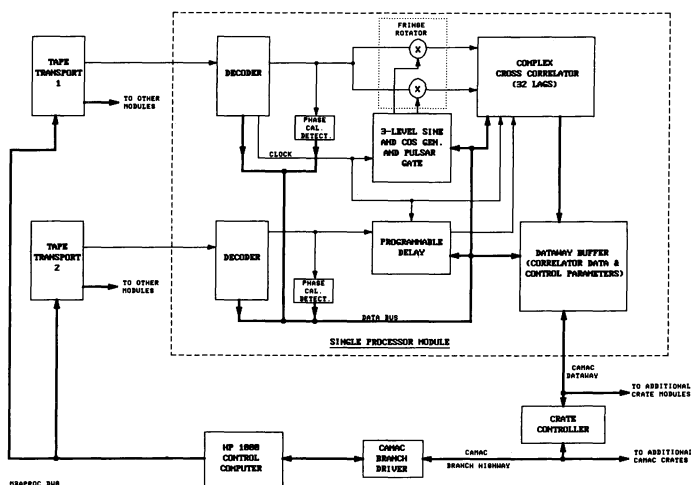 FRINGE
ROTATOR
TAPE
TRANSPORT
1
TO OTHER
MODULES
DECODER
X
X
COMPLEX
CROSS CORRELATOR
(32 LAGS)
PHASE
CAL.
DETECT.
3-LEVEL SINE
AND COS GEN.
AND PULSAR
GATE
CLOCK
TAPE
TRANSPORT
2
TO OTHER
MODULES
DECODER
PROGRAMMABLE
DELAY
DATAWAY BUFFER
(CORRELATOR DATA &
CONTROL PARAMETERS)
PHASE
CAL.
DETECT.
DATA BUS
SINGLE PROCESSOR MODULE
CAMAC
DATAWAY
TO ADDITIONAL
CRATE MODULES
CRATE
CONTROLLER
HP 1000
CONTROL
COMPUTER
CAMAC
BRANCH
DRIVER
CAMAC
BRANCH HIGHWAY
TO ADDITIONAL
CAMAC CRATES